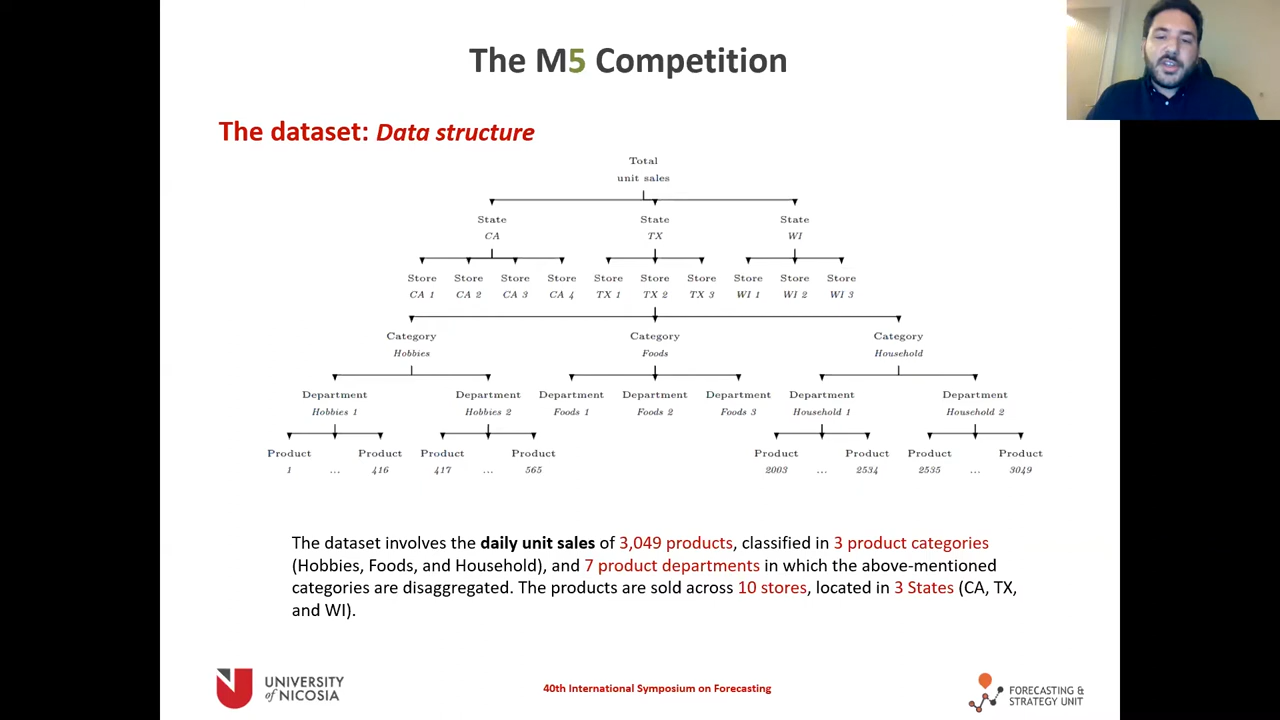 The M5 Competition
The dataset: Data structure
Total
unit sales
State State State
CA TX WI
Store Store Store Store Store Store Store Store Store Store
CA 1 CA 2 CA 3 CA 4 TX 1 TX 2 TX 3 WI 1 WI 2 WI 3
Category Category Category
Hobbies Foods Household
Department Department Department Department Department Department Department
Hobbies 1 Hobbies 2 Foods 1 Foods 2 Foods 3 Household 1 Household 2
Product Product Product Product Product Product Product Product
1 ... 416 417 ... 565 2003 ... 2534 2535 ... 3049
The dataset involves the daily unit sales of 3,049 products, classified in 3 product categories
(Hobbies, Foods, and Household), and 7 product departments in which the above-mentioned
categories are disaggregated. The products are sold across 10 stores, located in 3 States (CA, TX,
and WI).
UNIVERSITY
of NICOSIA
40th International Symposium on Forecasting
FORECASTING &
STRATEGY UNIT